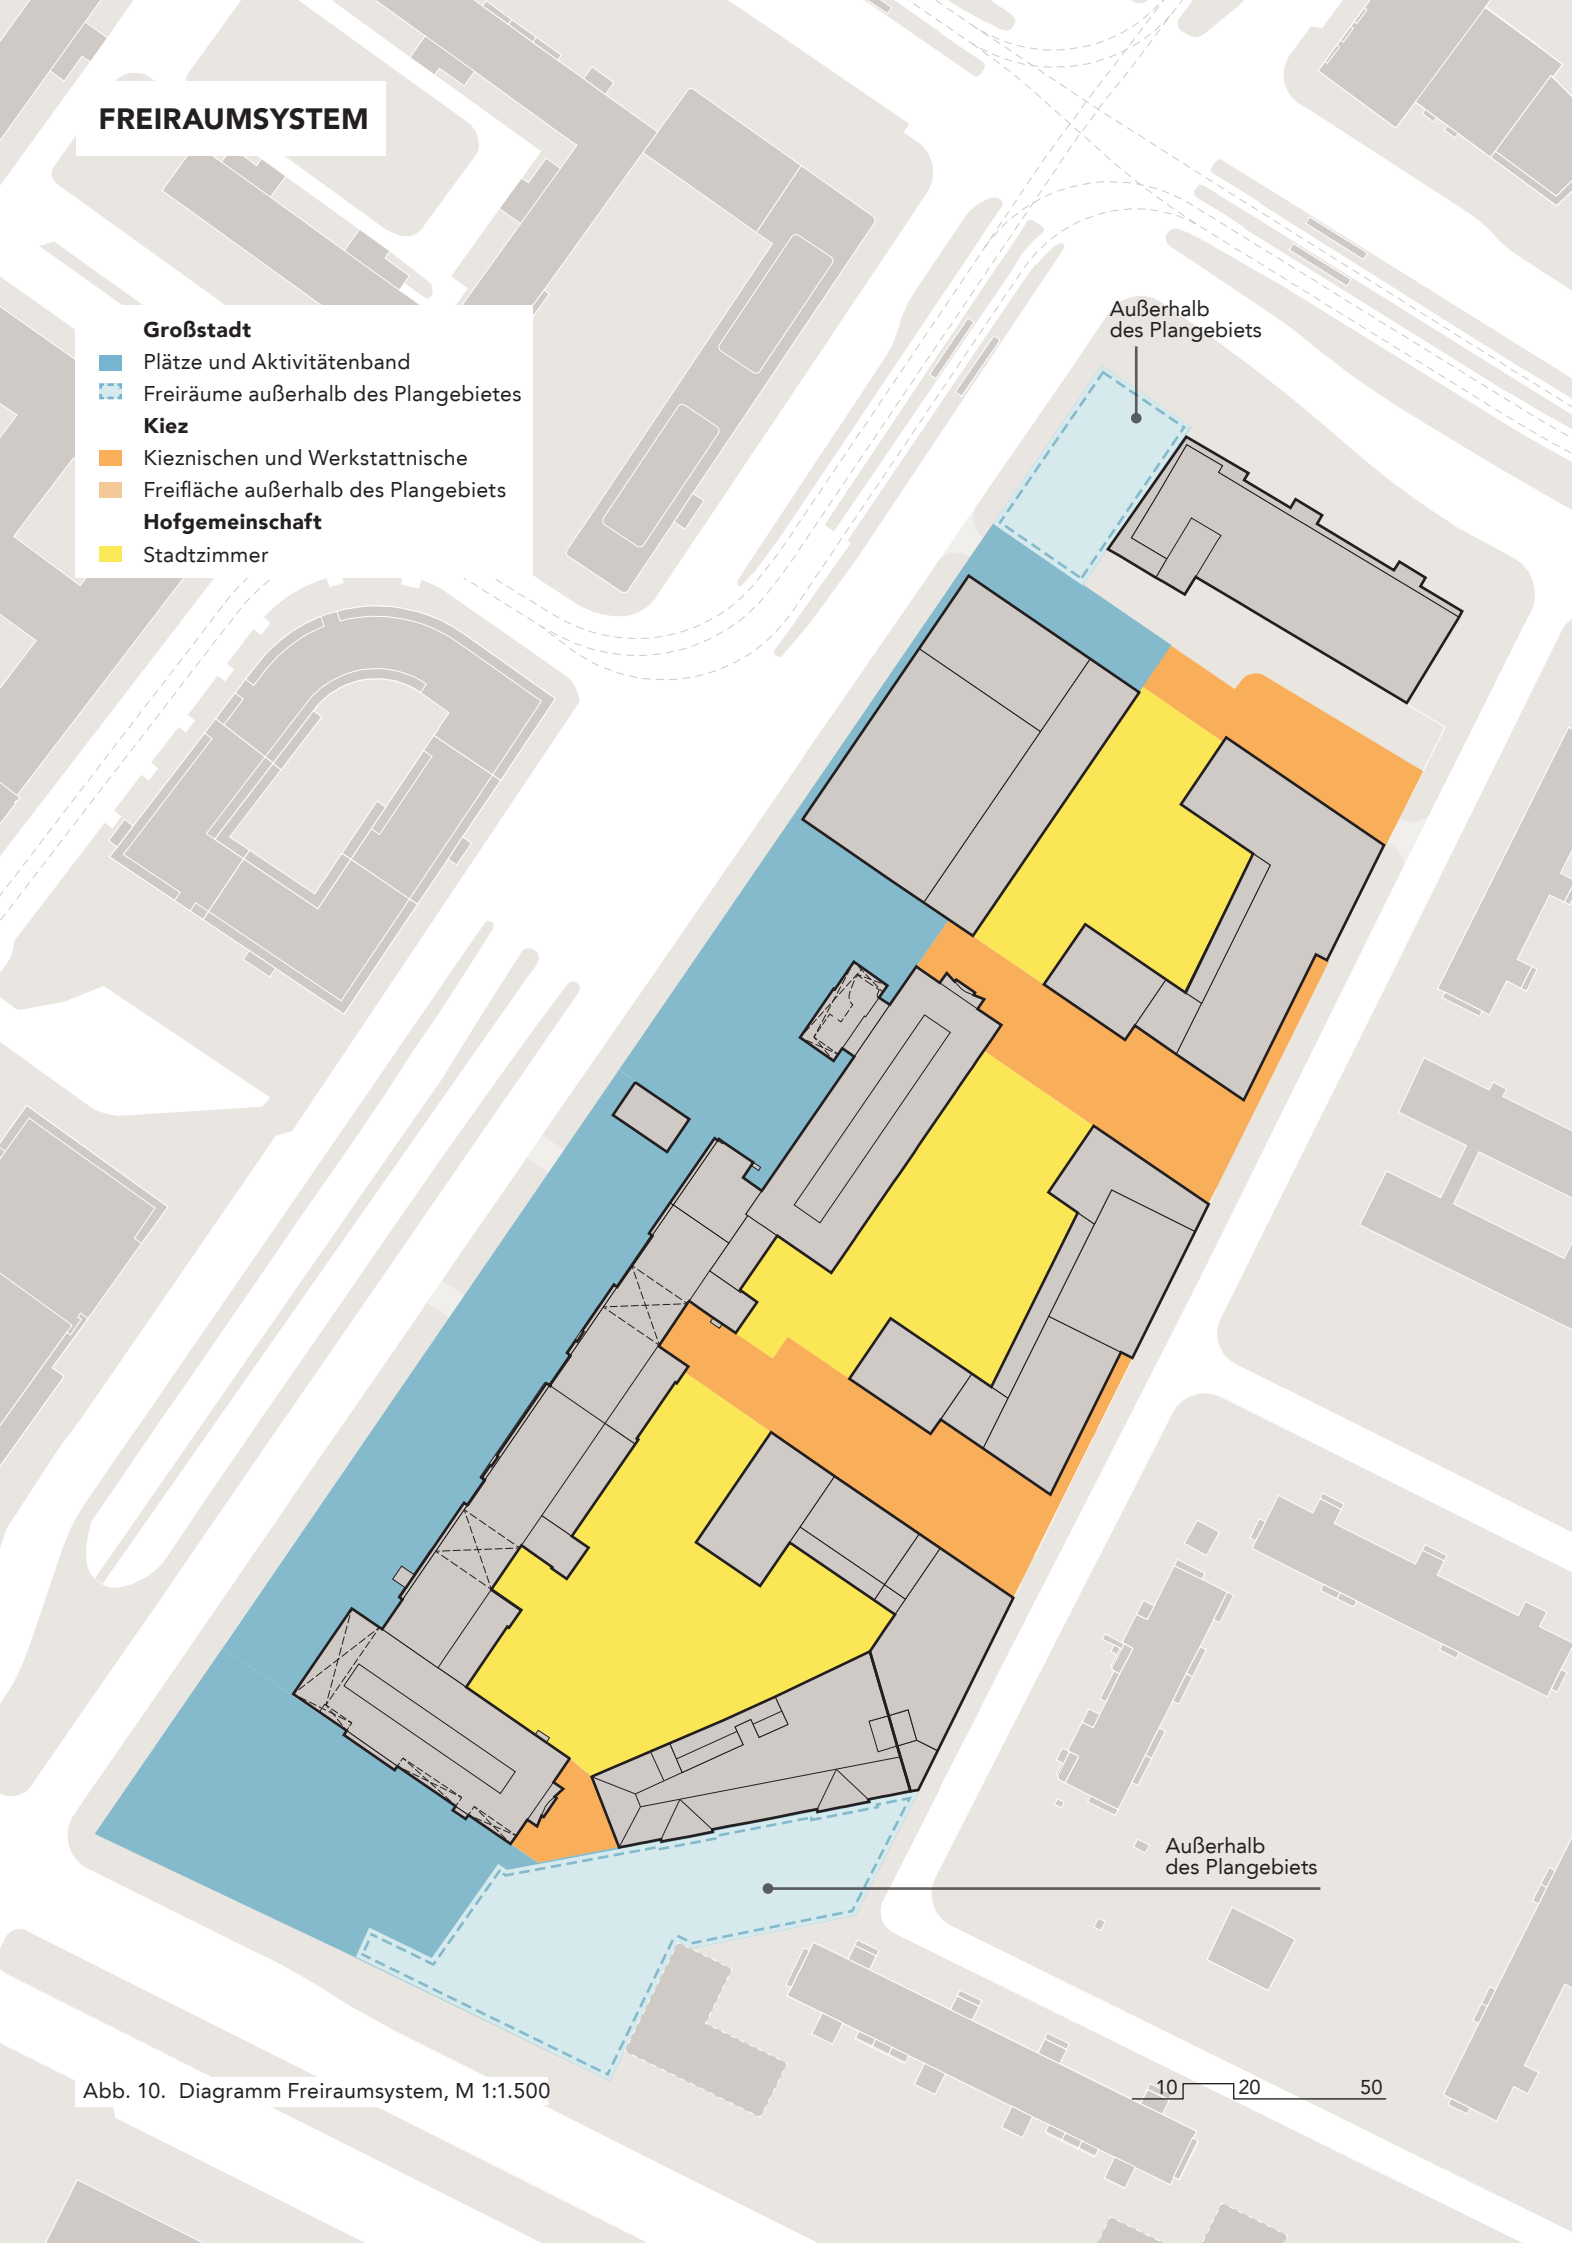 FREIRAUMSYSTEM
Großstadt
Plätze und Aktivitätenband
Freiräume außerhalb des Plangebietes
Kiez
Kieznischen und Werkstattnische
Freifläche außerhalb des Plangebiets
Hofgemeinschaft
Stadtzimmer
Außerhalb
des Plangebiets
Außerhalb
des Plangebiets
Abb. 10. Diagramm Freiraumsystem, M 1:1.500
10 20 50